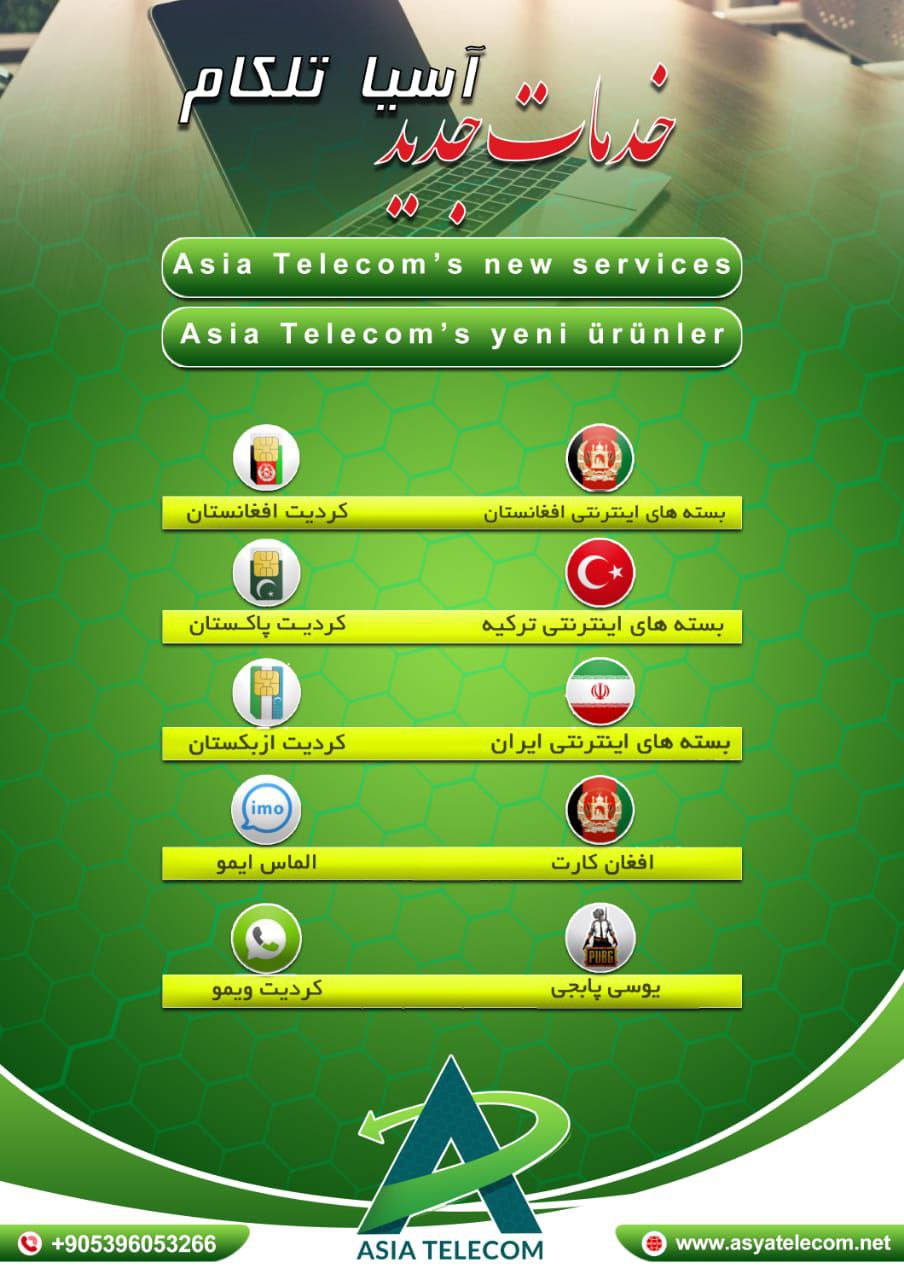 خدمات جدید آسیا تلکام
Asia Telecom's new services
Asia Telecom's yeni ürünler
بسته های اینترنتی افغانستان
کردیت افغانستان
بسته های اینترنتی ترکیه
کردیت پاکستان
بسته های اینترنتی ایران
کردیت ازبکستان
imo
افغان کارت
الماس ایمو
PUBG
یوسی پابجی
کردیت ویمو
ASIA TELECOM
+905396053266
www.asyatelecom.net